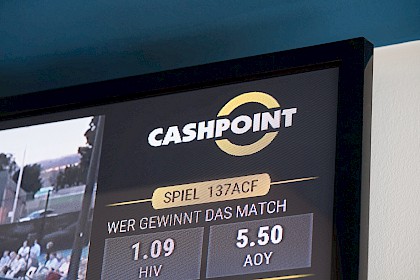 CASHPOINT
SPIEL 137ACF
WER GEWINNT DAS MATCH
1.09 5.50
HIV AOY